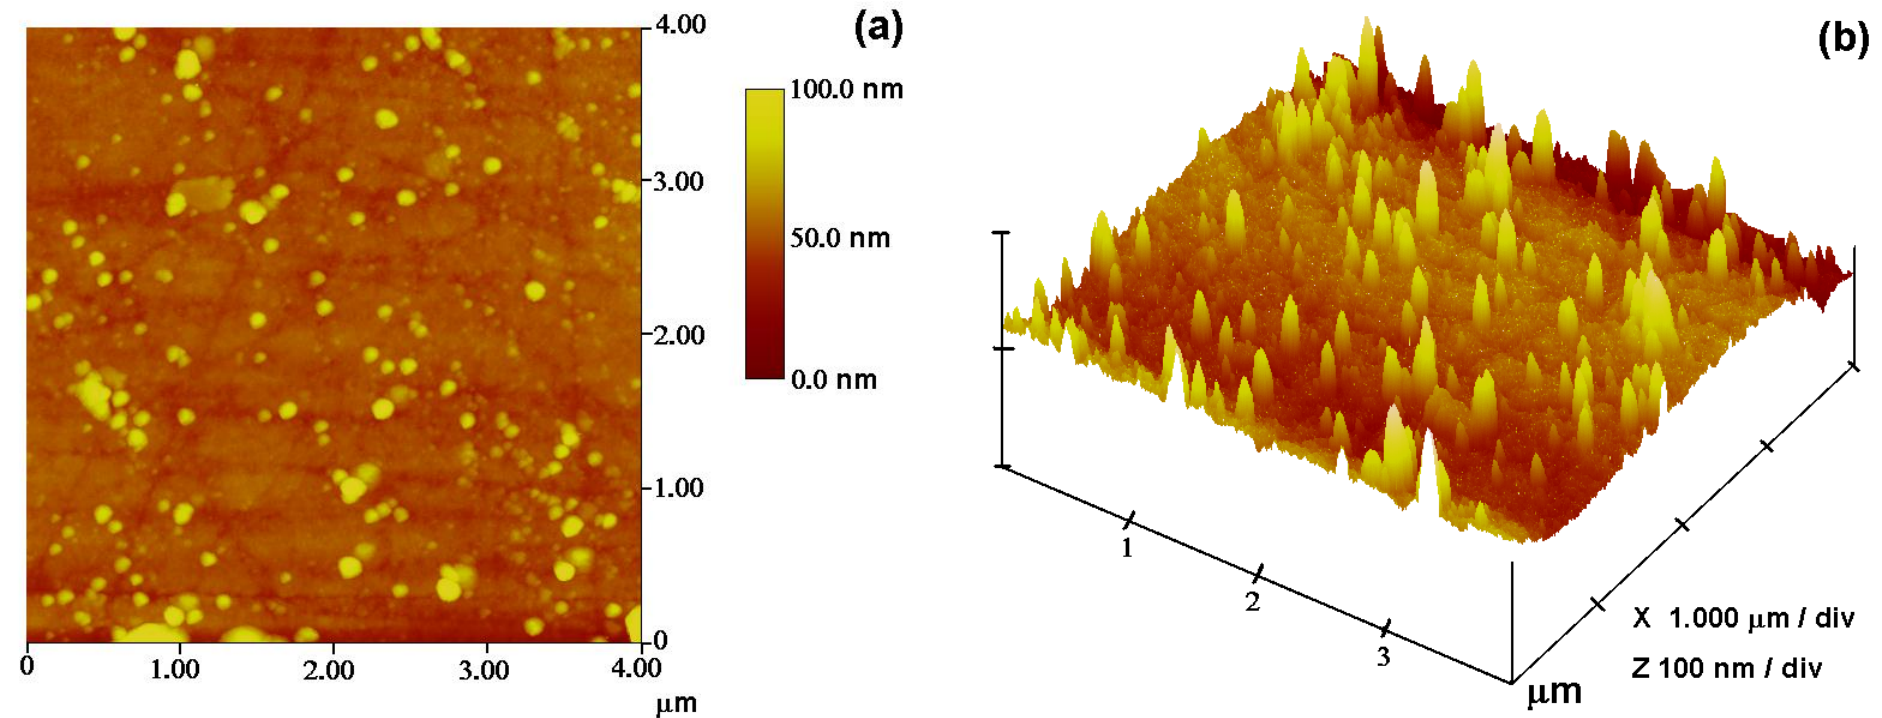 4.00
(a)
(b)
100.0 nm
3.00
50.0 nm
2.00
0.0 nm
1.00
0
0 1.00 2.00 3.00 4.00
μm
1
2
3
X 1.000 μm / div
Z 100 nm / div
μm